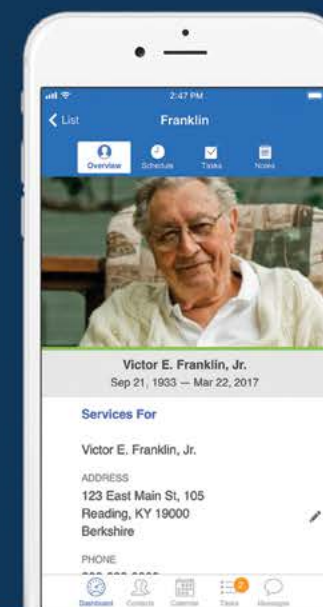 2:47 PM
List
Franklin
Overview
Schedule
Tasks
Notes
Victor E. Franklin, Jr.
Sep 21, 1933 — Mar 22, 2017
Services For
Victor E. Franklin, Jr.
ADDRESS
123 East Main St, 105
Reading, KY 19000
Berkshire
PHONE
2
Dashboard
Contacts
Calendar
Tasks
Messages